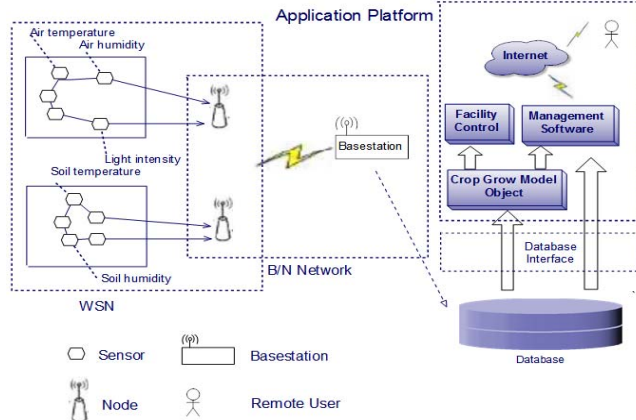 Application Platform
Air temperature
Air humidity
Light intensity
Soil temperature
Soil humidity
WSN
B/N Network
Basestation
Internet
Facility
Control
Management
Software
Crop Grow Model
Object
Database
Interface
Database
Sensor
Basestation
Node
Remote User